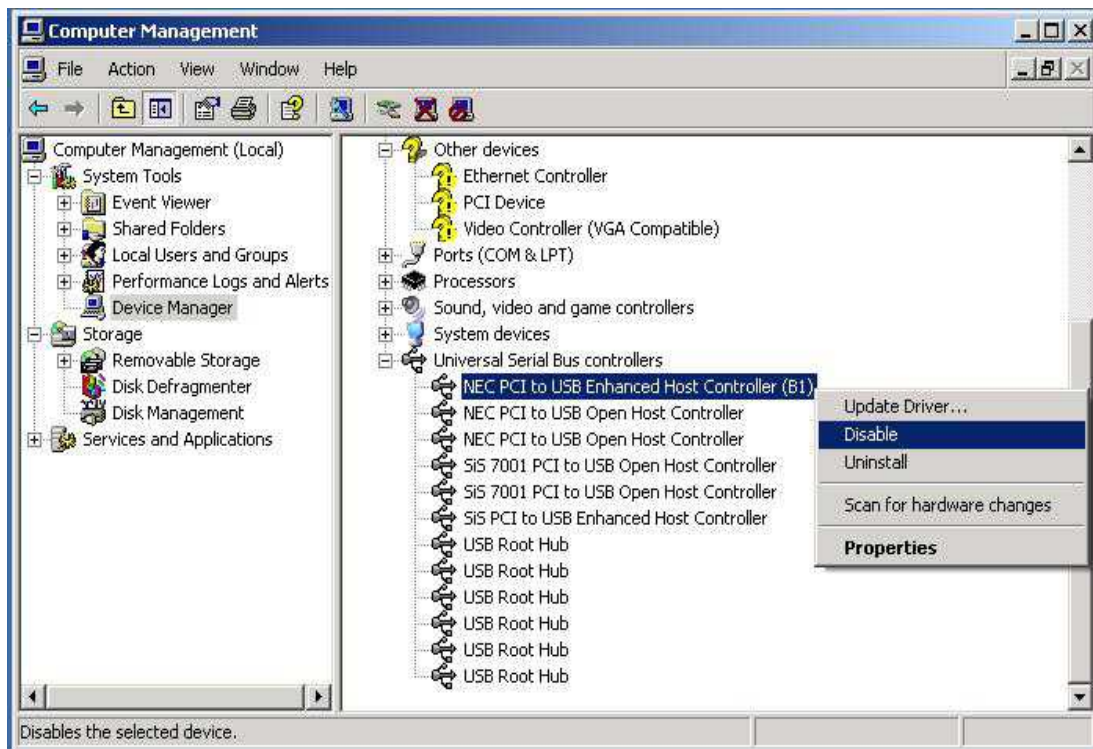 Computer Management
File Action View Window Help
Computer Management (Local)
System Tools
Event Viewer
Shared Folders
Local Users and Groups
Performance Logs and Alerts
Device Manager
Storage
Removable Storage
Disk Defragmenter
Disk Management
Services and Applications
Other devices
Ethernet Controller
PCI Device
Video Controller (VGA Compatible)
Ports (COM & LPT)
Processors
Sound, video and game controllers
System devices
Universal Serial Bus controllers
NEC PCI to USB Enhanced Host Controller (B1)
NEC PCI to USB Open Host Controller
NEC PCI to USB Open Host Controller
SiS 7001 PCI to USB Open Host Controller
SiS 7001 PCI to USB Open Host Controller
SiS PCI to USB Enhanced Host Controller
USB Root Hub
USB Root Hub
USB Root Hub
USB Root Hub
USB Root Hub
USB Root Hub
Update Driver...
Disable
Uninstall
Scan for hardware changes
Properties
Disables the selected device.